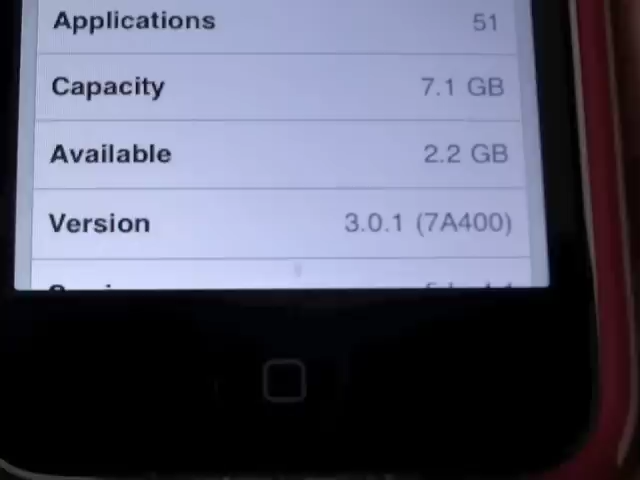 Applications 51
Capacity 7.1 GB
Available 2.2 GB
Version 3.0.1 (7A400)